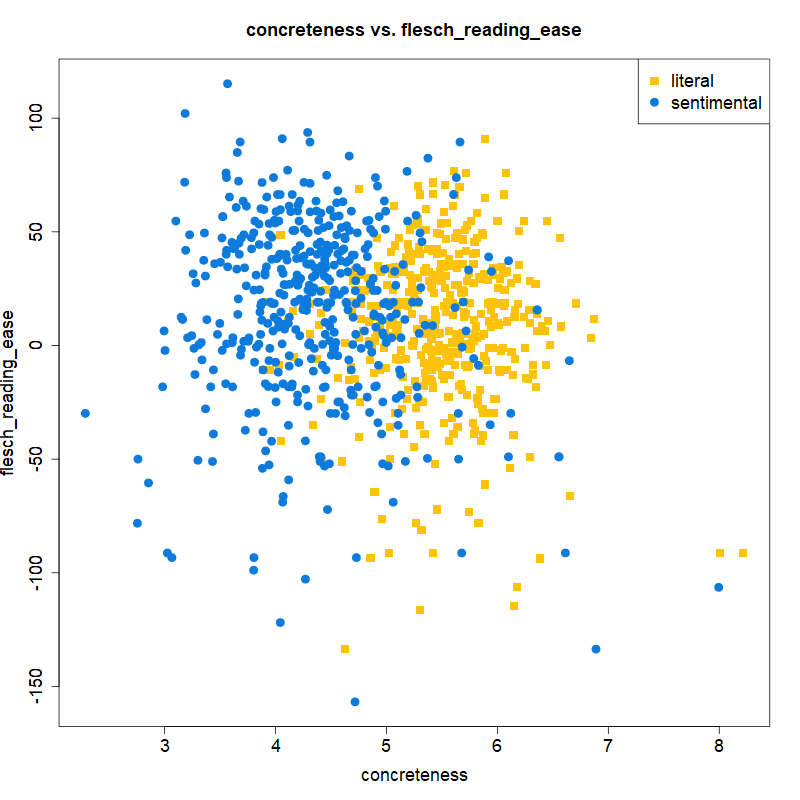 concreteness vs. flesch_reading_ease
literal
sentimental
flesch_reading_ease
100
50
0
-50
-100
-150
3 4 5 6 7 8
concreteness